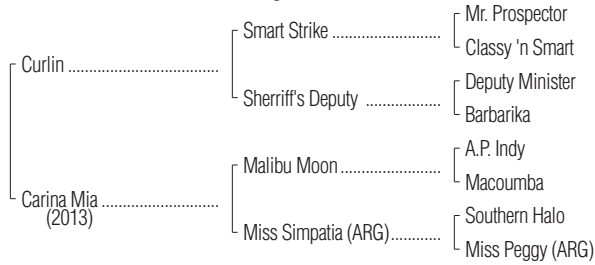 Mr. Prospector
Smart Strike ......................
Classy 'n Smart
Curlin ..............................
Deputy Minister
Sherriff's Deputy ...............
Barbarika
A.P. Indy
Malibu Moon ....................
Macoumba
Carina Mia .......................
(2013)
Southern Halo
Miss Simpatia (ARG)...........
Miss Peggy (ARG)